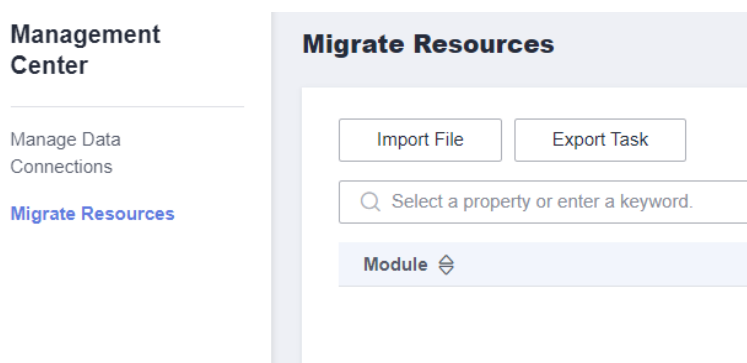 Management
Center
Manage Data
Connections
Migrate Resources
Migrate Resources
Import File
Export Task
Select a property or enter a keyword.
Module